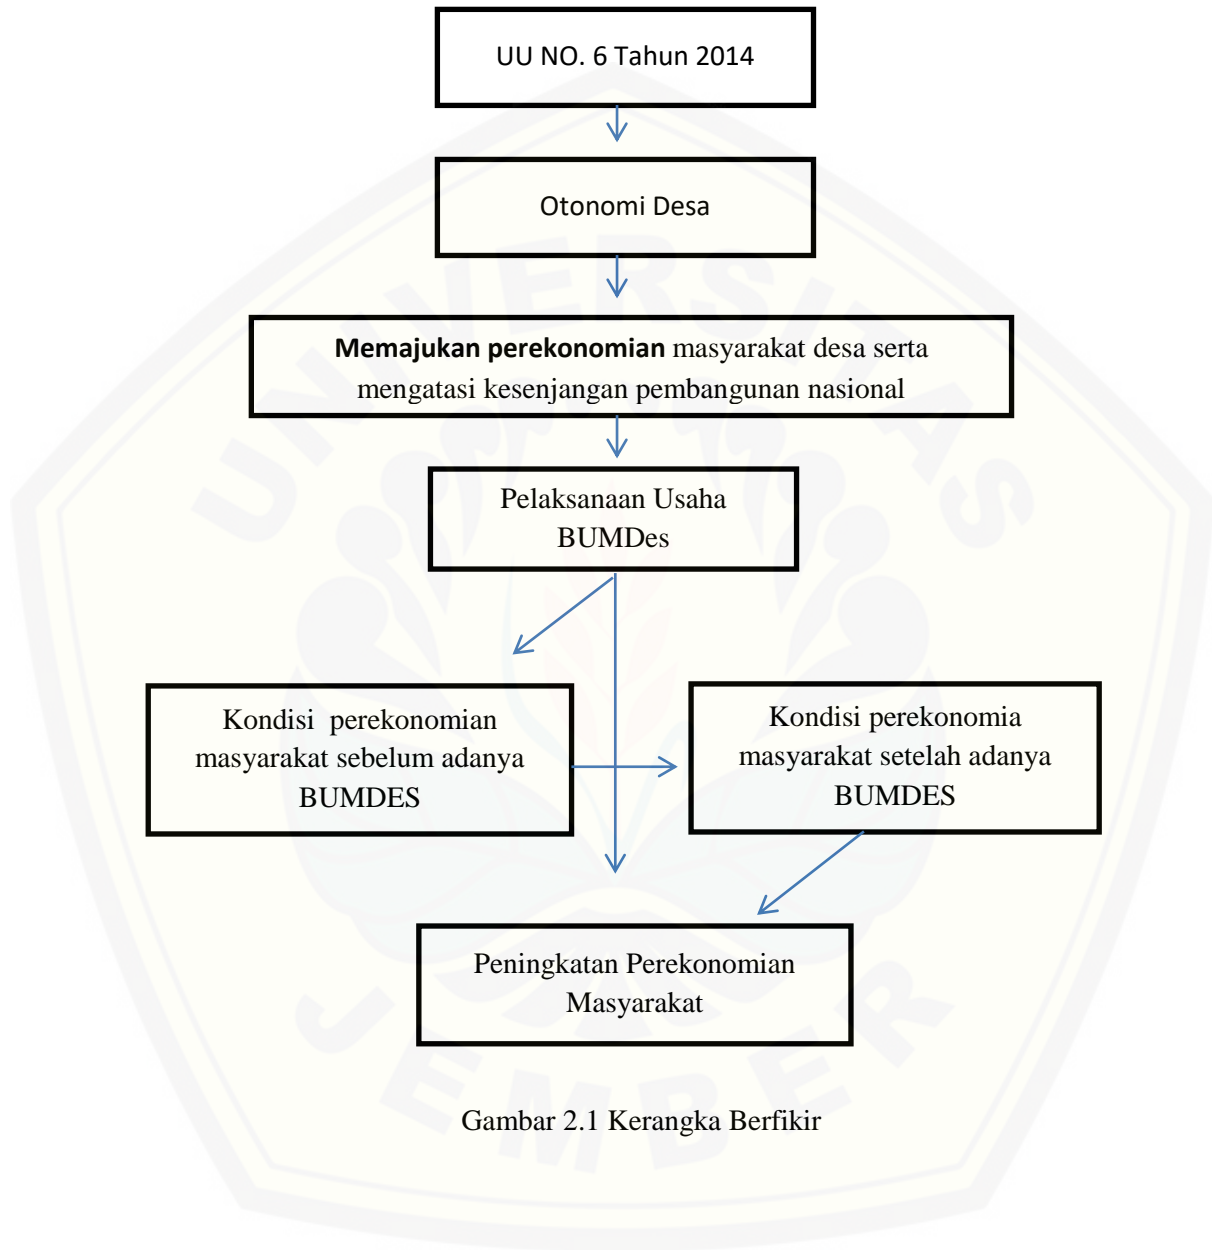 UU NO. 6 Tahun 2014
Otonomi Desa
Memajukan perekonomian masyarakat desa serta
mengatasi kesenjangan pembangunan nasional
Pelaksanaan Usaha
BUMDes
Kondisi perekonomian
masyarakat sebelum adanya
BUMDES
Kondisi perekonomia
masyarakat setelah adanya
BUMDES
Peningkatan Perekonomian
Masyarakat
Gambar 2.1 Kerangka Berfikir
UNIVERSITAS
JEMBER